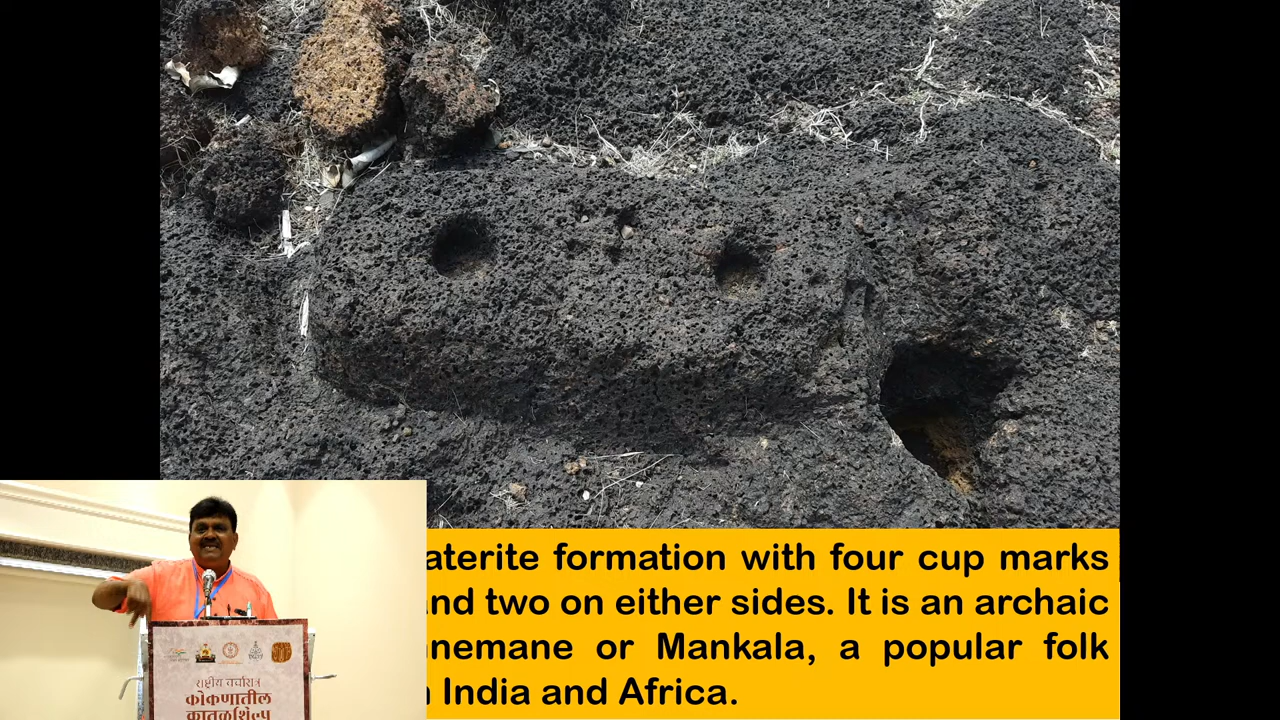 aterite formation with four cup marks
nd two on either sides. It is an archaic
nemane or Mankala, a popular folk
India and Africa.
राष्ट्रीय चर्चासत्र
कोकणातील
कातळशिल्प